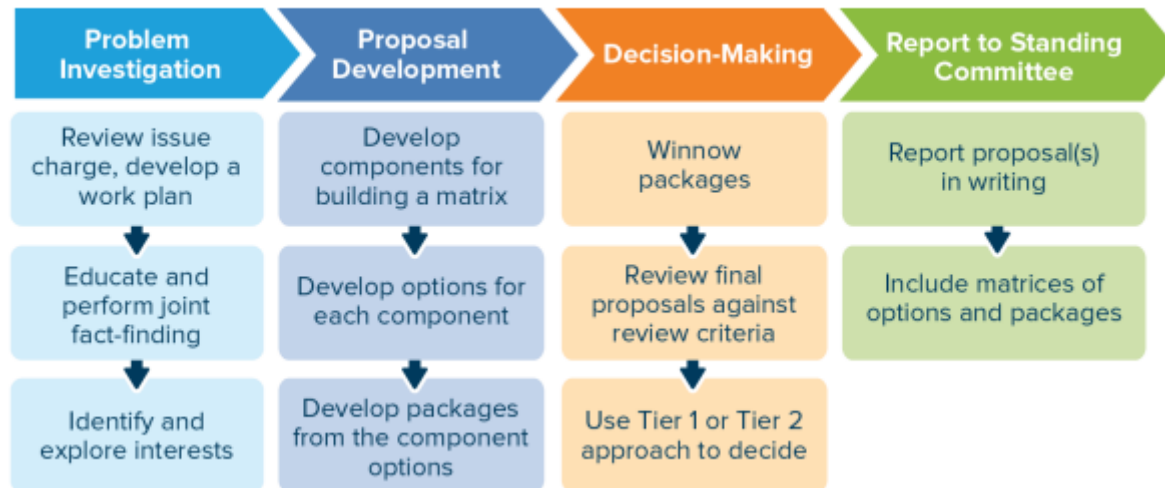 Problem
Investigation
Proposal
Development
Decision-Making
Report to Standing
Committee
Review issue
charge, develop a
work plan
Educate and
perform joint
fact-finding
Identify and
explore interests
Develop
components for
building a matrix
Develop options for
each component
Develop packages
from the component
options
Winnow
packages
Review final
proposals against
review criteria
Use Tier 1 or Tier 2
approach to decide
Report proposal(s)
in writing
Include matrices of
options and packages